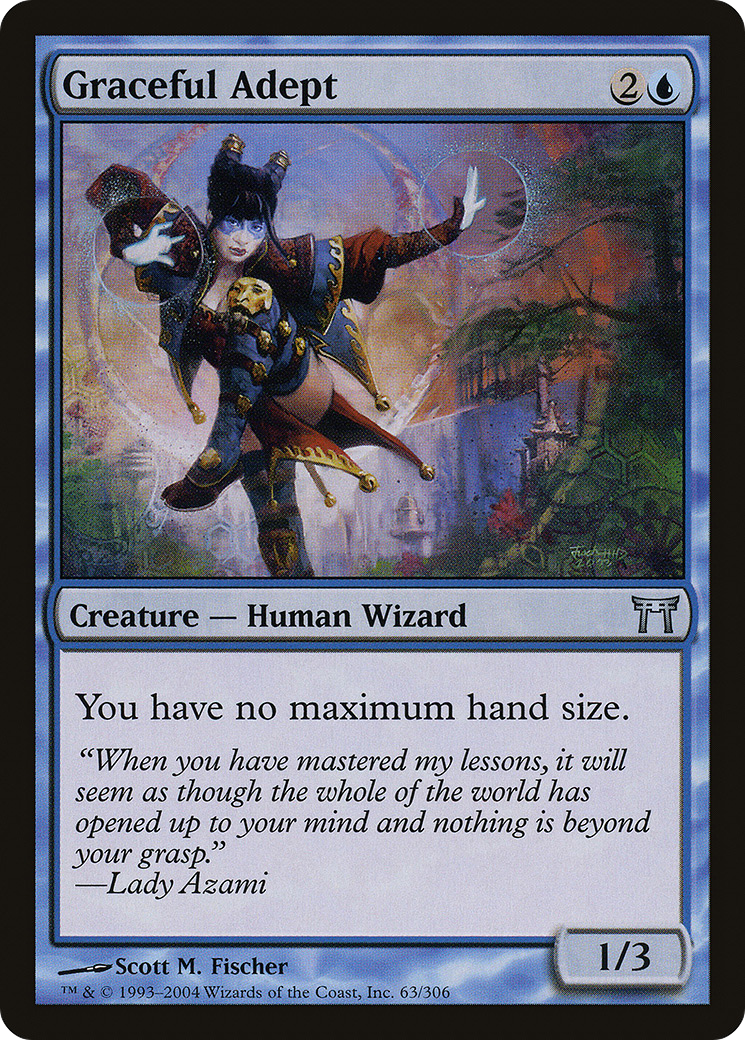 Graceful Adept 2
Creature — Human Wizard
You have no maximum hand size.
“When you have mastered my lessons, it will
seem as though the whole of the world has
opened up to your mind and nothing is beyond
your grasp.”
—Lady Azami
1/3
Scott M. Fischer
™ & © 1993–2004 Wizards of the Coast, Inc. 63/306